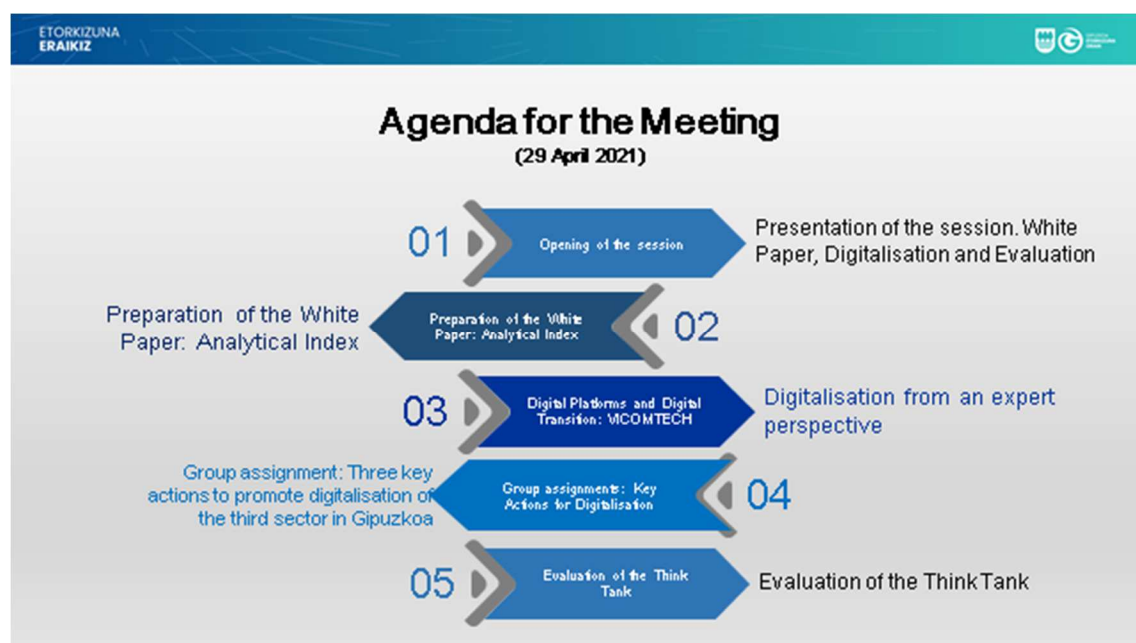 ETORKIZUNA
ERAIKIZ
Agenda for the Meeting
(29 April 2021)
01
Opening of the session
Presentation of the session. White
Paper, Digitalisation and Evaluation
Preparation of the White
Paper: Analytical Index
Preparation of the White
Paper: Analytical Index
02
03
Digital Platforms and Digital
Transition: VICOMTECH
Digitalisation from an expert
perspective
Group assignment: Three key
actions to promote digitalisation of
the third sector in Gipuzkoa
Group assignments: Key
Actions for Digitalisation
04
05
Evaluation of the Think
Tank
Evaluation of the Think Tank